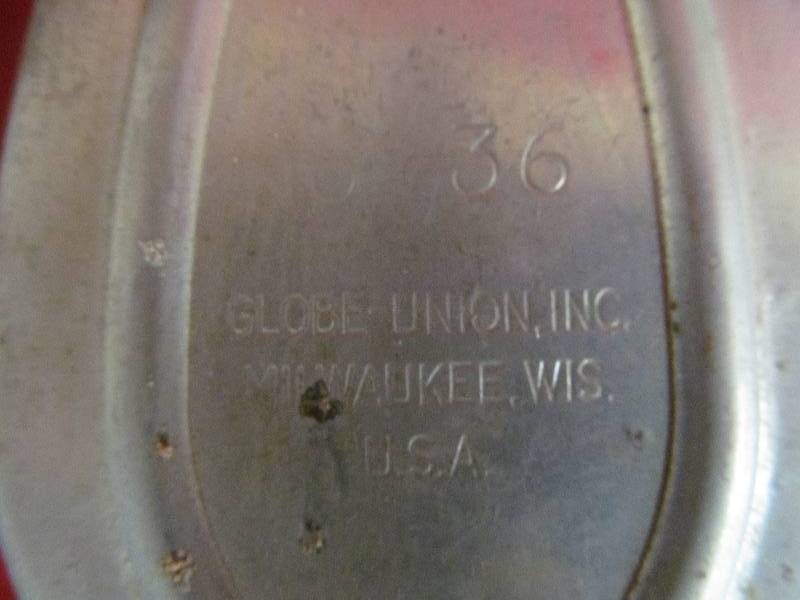 36
GLOBE-UNION, INC.
MILWAUKEE, WIS.
U.S.A.